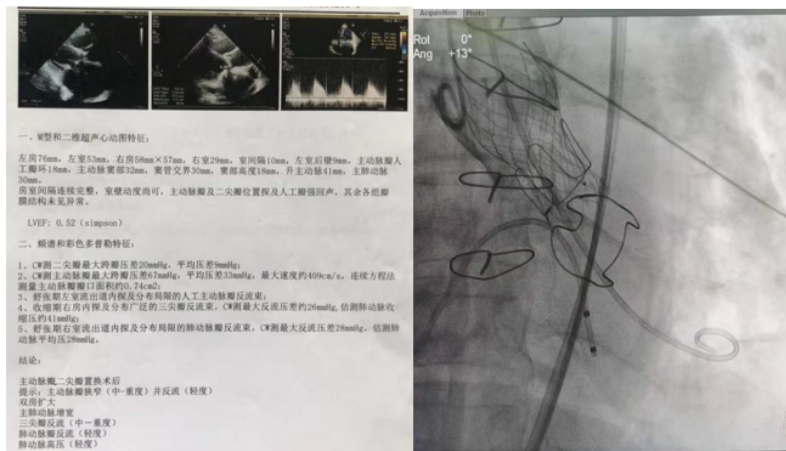 Acquisition Photo
Rot 0°
Ang +13°
一、M型和二维超声心动图特征：
左房76mm，左室53mm，右房58mm×57mm，右室29mm，室间隔10mm，左室后壁9mm，主动脉瓣人
工瓣环18mm，主动脉窦部32mm，窦管交界30mm，窦部高度18mm，升主动脉41mm，主肺动脉
30mm。
房室间隔连续完整，室壁动度尚可，主动脉瓣及二尖瓣位置探及人工瓣强回声，其余各组瓣
膜结构未见异常。
LVEF: 0.52（simpson）
二、频谱和彩色多普勒特征：
1、CW测二尖瓣最大跨瓣压差20mmHg，平均压差9mmHg；
2、CW测主动脉瓣最大跨瓣压差67mmHg，平均压差33mmHg，最大速度约409cm/s，连续方程法
测量主动脉瓣瓣口面积约0.74cm2；
3、舒张期左室流出道内探及分布局限的人工主动脉瓣反流束；
4、收缩期右房内探及分布广泛的三尖瓣反流束，CW测最大反流压差约26mmHg,估测肺动脉收
缩压约41mmHg；
5、舒张期右室流出道内探及分布局限的肺动脉瓣反流束，CW测最大反流压差28mmHg，估测肺
动脉平均压28mmHg。
结论：
主动脉瓣,二尖瓣置换术后
提示：主动脉瓣狭窄（中-重度）并反流（轻度）
双房扩大
主肺动脉增宽
三尖瓣反流（中－重度）
肺动脉瓣反流（轻度）
肺动脉高压（轻度）